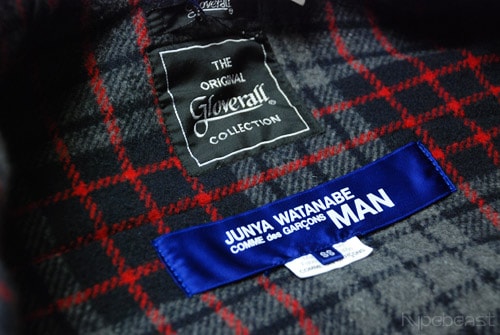 Gloverall
THE
ORIGINAL
Gloverall®
COLLECTION
JUNYA WATANABE
COMME des GARÇONS MAN
SS
hypebeast